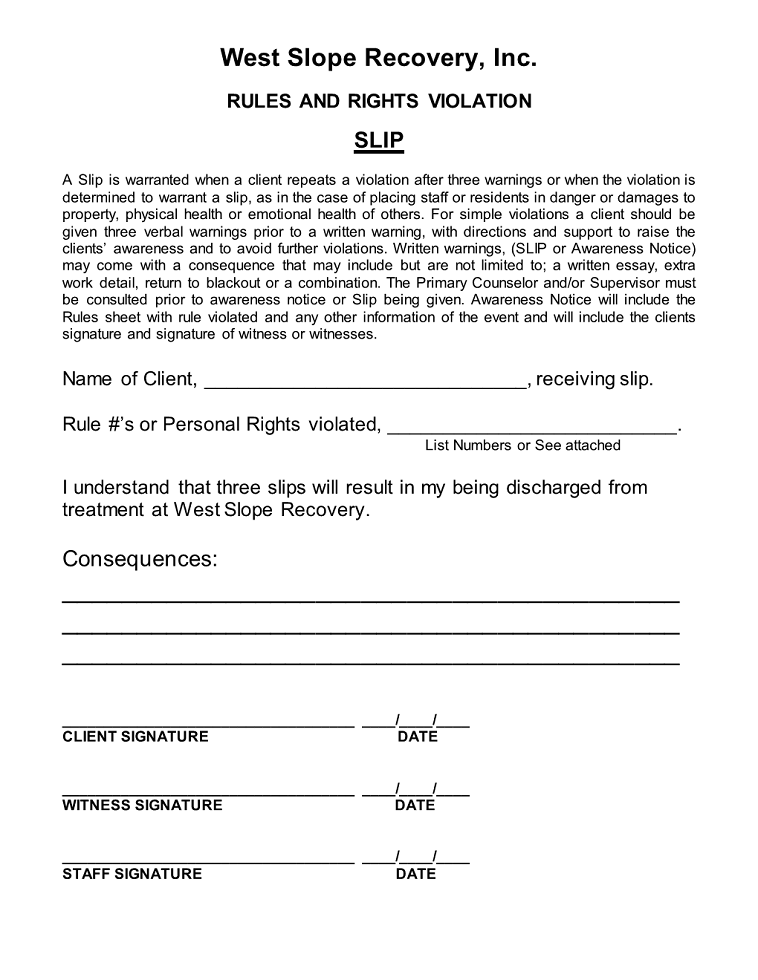 West Slope Recovery, Inc.
RULES AND RIGHTS VIOLATION
SLIP
A Slip is warranted when a client repeats a violation after three warnings or when the violation is
determined to warrant a slip, as in the case of placing staff or residents in danger or damages to
property, physical health or emotional health of others. For simple violations a client should be
given three verbal warnings prior to a written warning, with directions and support to raise the
clients’ awareness and to avoid further violations. Written warnings, (SLIP or Awareness Notice)
may come with a consequence that may include but are not limited to; a written essay, extra
work detail, return to blackout or a combination. The Primary Counselor and/or Supervisor must
be consulted prior to awareness notice or Slip being given. Awareness Notice will include the
Rules sheet with rule violated and any other information of the event and will include the clients
signature and signature of witness or witnesses.
Name of Client, ______________________________, receiving slip.
Rule #’s or Personal Rights violated, ___________________________.
List Numbers or See attached
I understand that three slips will result in my being discharged from
treatment at West Slope Recovery.
Consequences:
_________________________________________
_________________________________________
_________________________________________
___________________________________ ____/____/____
CLIENT SIGNATURE DATE
___________________________________ ____/____/____
WITNESS SIGNATURE DATE
___________________________________ ____/____/____
STAFF SIGNATURE DATE